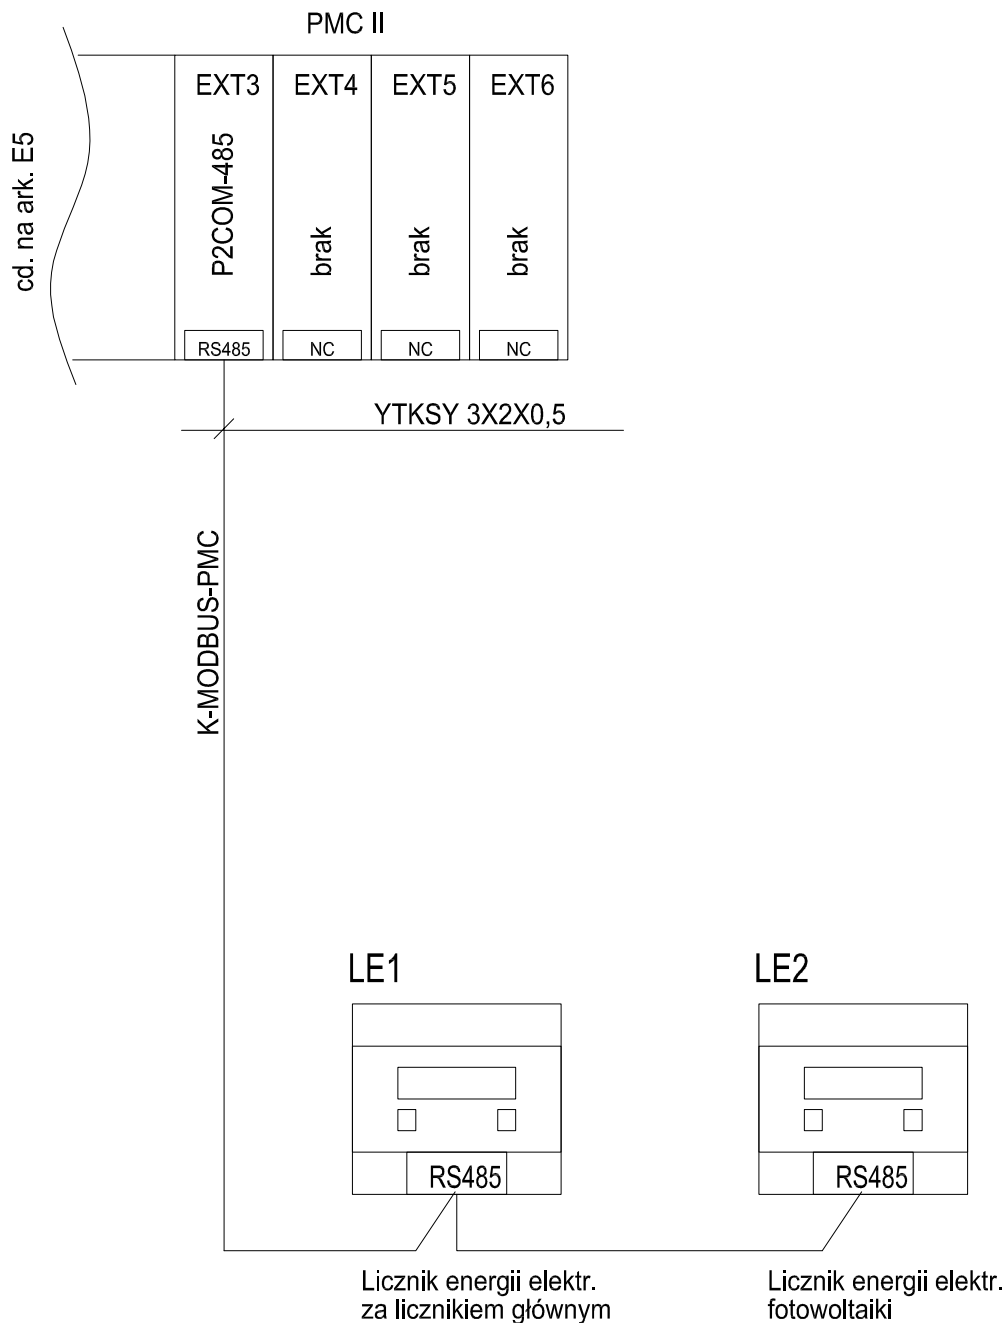 PMC II
cd. na ark. E5
EXT3
EXT4
EXT5
EXT6
P2COM-485
brak
brak
brak
RS485
NC
NC
NC
YTKSY 3X2X0,5
K-MODBUS-PMC
LE1
LE2
RS485
RS485
Licznik energii elektr.
za licznikiem głównym
Licznik energii elektr.
fotowoltaiki